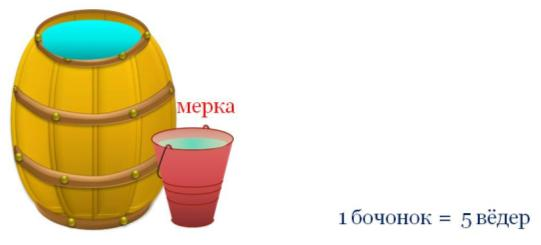 мерка
1 бочонок = 5 вёдер